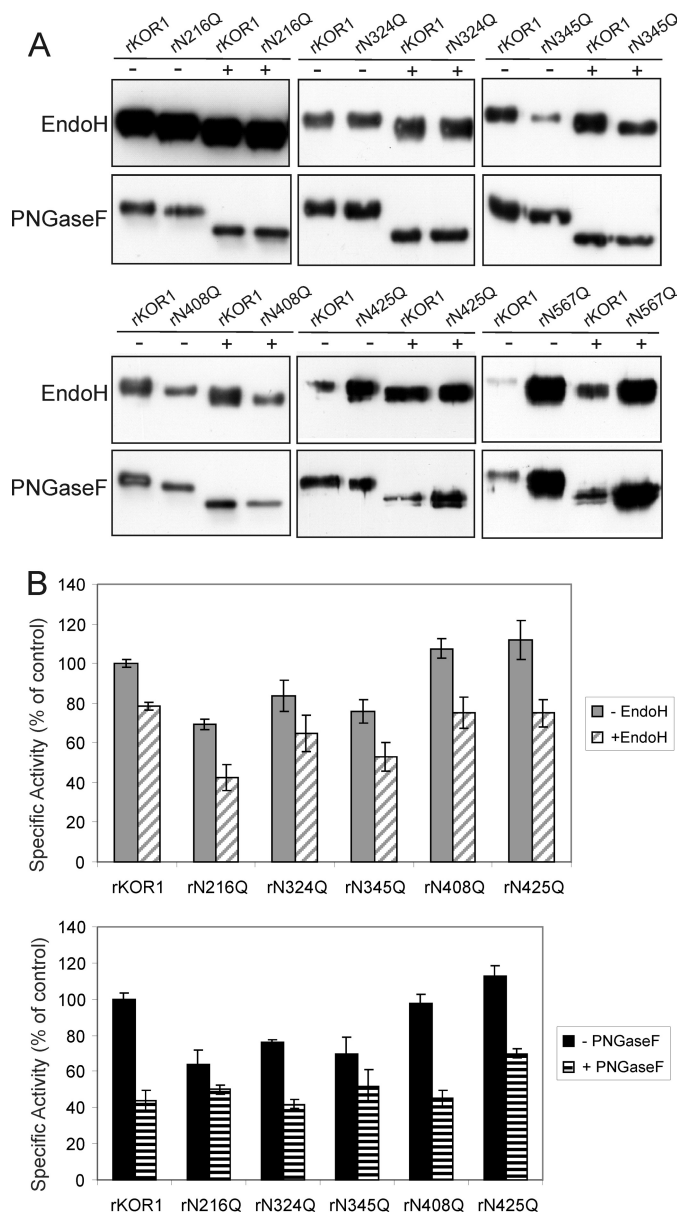 A
rKOR1 rN216Q rKOR1 rN216Q rKOR1 rN324Q rKOR1 rN324Q rKOR1 rN345Q rKOR1 rN345Q
- - + + - - + + - - + +
EndoH
PNGaseF
rKOR1 rN408Q rKOR1 rN408Q rKOR1 rN425Q rKOR1 rN425Q rKOR1 rN567Q rKOR1 rN567Q
- - + + - - + + - - + +
EndoH
PNGaseF
B
Specific Activity (% of control)
140
120
100
80
60
40
20
0
rKOR1 rN216Q rN324Q rN345Q rN408Q rN425Q
- EndoH
+EndoH
Specific Activity (% of control)
140
120
100
80
60
40
20
0
rKOR1 rN216Q rN324Q rN345Q rN408Q rN425Q
- PNGaseF
+ PNGaseF